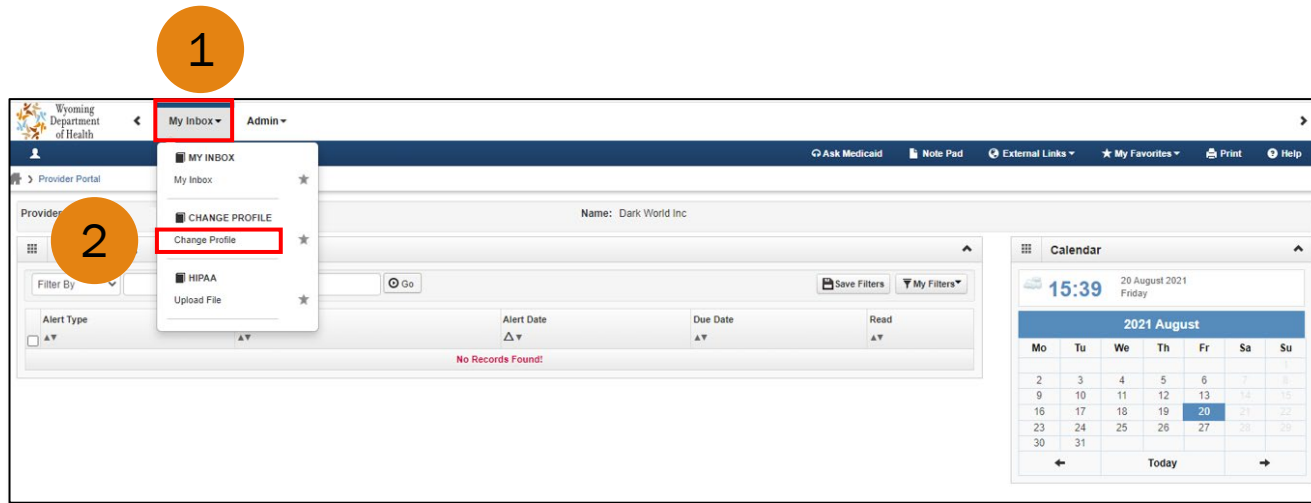 1
Wyoming
Department
of Health
My Inbox
Admin
Ask Medicaid Note Pad External Links My Favorites Print Help
MY INBOX
My Inbox
Provider Portal
CHANGE PROFILE
Change Profile
HIPAA
Upload File
2
Provider
Name: Dark World Inc
Filter By
Go
Save Filters My Filters
Alert Type Alert Date Due Date Read
No Records Found!
Calendar
15:39
20 August 2021
Friday
2021 August
Mo Tu We Th Fr Sa Su
1
2 3 4 5 6 7 8
9 10 11 12 13 14 15
16 17 18 19 20 21 22
23 24 25 26 27 28 29
30 31
Today